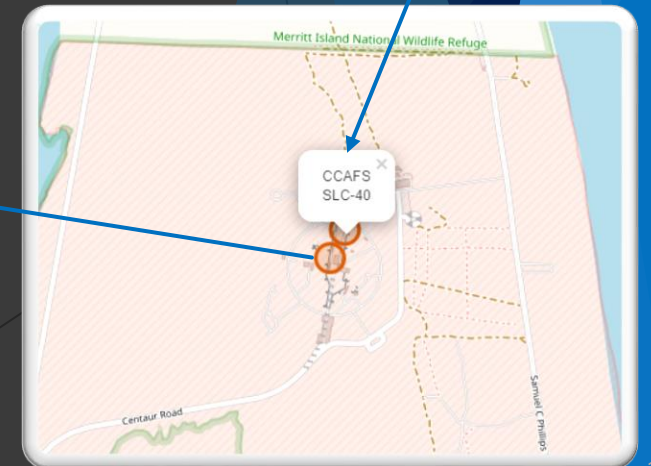 Merritt Island National Wildlife Refuge
CCAFS
SLC-40
Centaur Road
Samuel C Phillips